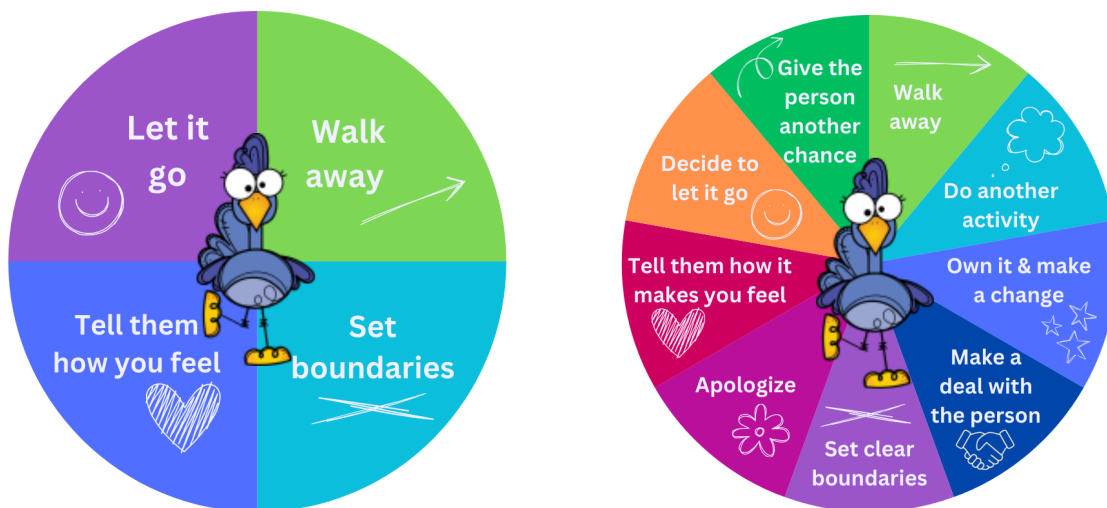 Let it
go
Walk
away
Tell them
how you feel
Set
boundaries
Give the
person
another
chance
Walk
away
Do another
activity
Own it & make
a change
Make a
deal with
the person
Set clear
boundaries
Apologize
Tell them how it
makes you feel
Decide to
let it go